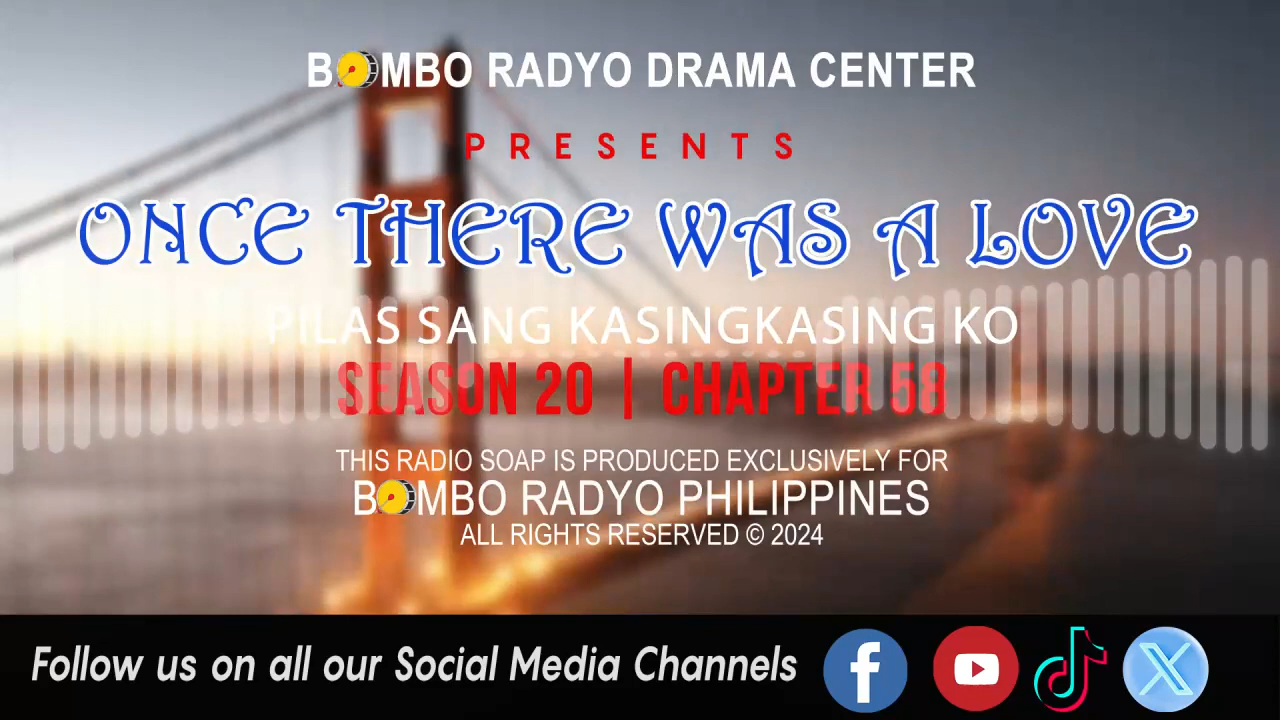 BOMBO RADYO DRAMA CENTER
PRESENTS
ONCE THERE WAS A LOVE
PILAS SANG KASINGKASING KO
SEASON 20 | CHAPTER 58
THIS RADIO SOAP IS PRODUCED EXCLUSIVELY FOR
BOMBO RADYO PHILIPPINES
ALL RIGHTS RESERVED © 2024
Follow us on all our Social Media Channels